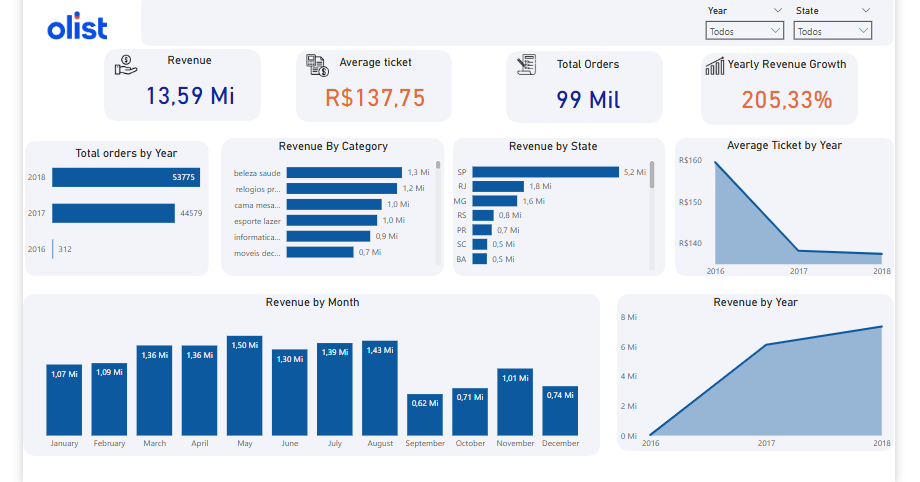 olist
Year
State
Todos
Todos
Revenue
13,59 Mi
Average ticket
R$137,75
Total Orders
99 Mil
Yearly Revenue Growth
205,33%
Total orders by Year
2018
53775
2017
44579
2016
312
Revenue By Category
beleza saude
1,3 Mi
relogios pr...
1,2 Mi
cama mesa...
1,0 Mi
esporte lazer
1,0 Mi
informatica...
0,9 Mi
moveis dec...
0,7 Mi
Revenue by State
SP
5,2 Mi
RJ
1,8 Mi
MG
1,6 Mi
RS
0,8 Mi
PR
0,7 Mi
SC
0,5 Mi
BA
0,5 Mi
Average Ticket by Year
R$160
R$150
R$140
2016
2017
2018
Revenue by Month
1,07 Mi
1,09 Mi
1,36 Mi
1,36 Mi
1,50 Mi
1,30 Mi
1,39 Mi
1,43 Mi
0,62 Mi
0,71 Mi
1,01 Mi
0,74 Mi
January
February
March
April
May
June
July
August
September
October
November
December
Revenue by Year
8 Mi
6 Mi
4 Mi
2 Mi
0 Mi
2016
2017
2018